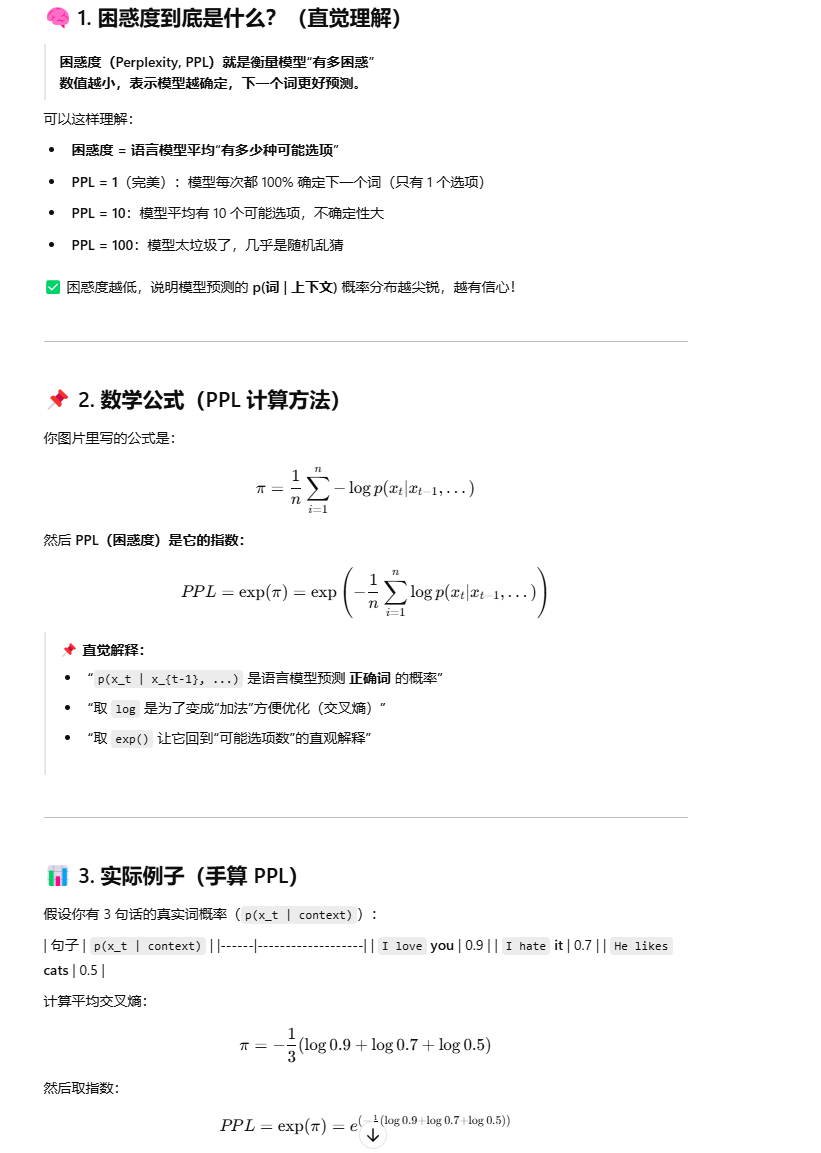 🧠 1. 困惑度到底是什么？（直觉理解）
困惑度（Perplexity, PPL）就是衡量模型“有多困惑”
数值越小，表示模型越确定，下一个词更好预测。
可以这样理解：
• 困惑度 = 语言模型平均“有多少种可能选项”
• PPL = 1（完美）：模型每次都 100% 确定下一个词（只有 1 个选项）
• PPL = 10：模型平均有 10 个可能选项，不确定性大
• PPL = 100：模型太垃圾了，几乎是随机乱猜
✅ 困惑度越低，说明模型预测的 p(词 | 上下文) 概率分布越尖锐，越有信心！
📌 2. 数学公式（PPL 计算方法）
你图片里写的公式是：
π = \frac{1}{n} \sum_{i=1}^{n} − log p(x_t|x_{t−1}, . . . )
然后 PPL（困惑度）是它的指数：
PPL = exp(π) = exp \left( −\frac{1}{n} \sum_{i=1}^{n} log p(x_t|x_{t−1}, . . . ) \right)
📌 直觉解释：
• “p(x_t | x_{t-1}, ...) 是语言模型预测 正确词 的概率”
• “取 log 是为了变成“加法”方便优化（交叉熵）”
• “取 exp() 让它回到“可能选项数”的直观解释”
📊 3. 实际例子（手算 PPL）
假设你有 3 句话的真实词概率（p(x_t | context)）：
| 句子 | p(x_t | context) | |------|-------------------| | I love you | 0.9 | | I hate it | 0.7 | | He likes
cats | 0.5 |
计算平均交叉熵：
π = −\frac{1}{3}(log 0.9 + log 0.7 + log 0.5)
然后取指数：
PPL = exp(π) = e^{(−\frac{1}{3}(log 0.9+log 0.7+log 0.5))}